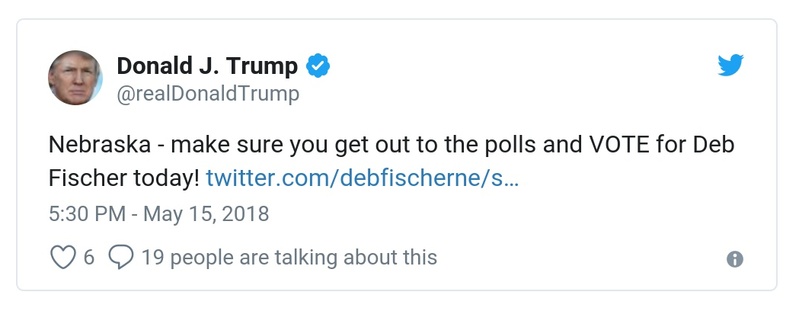 Donald J. Trump
@realDonaldTrump
Nebraska - make sure you get out to the polls and VOTE for Deb
Fischer today! twitter.com/debfischerne/s…
5:30 PM - May 15, 2018
6 19 people are talking about this